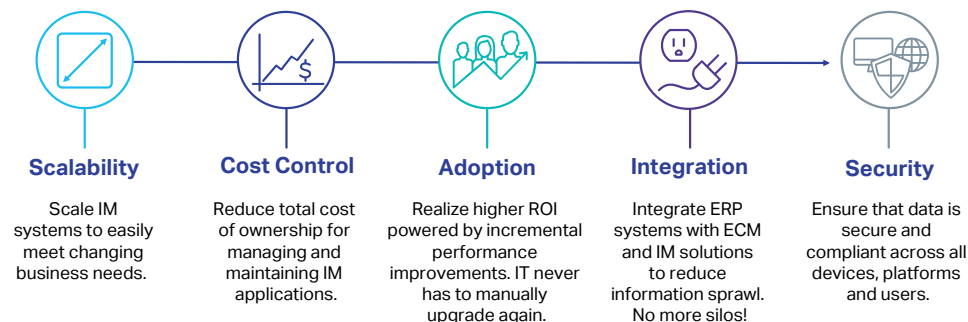 $
Scalability
Scale IM
systems to easily
meet changing
business needs.
Cost Control
Reduce total cost
of ownership for
managing and
maintaining IM
applications.
Adoption
Realize higher ROI
powered by incremental
performance
improvements. IT never
has to manually
upgrade again.
Integration
Integrate ERP
systems with ECM
and IM solutions
to reduce
information sprawl.
No more silos!
Security
Ensure that data is
secure and
compliant across all
devices, platforms
and users.